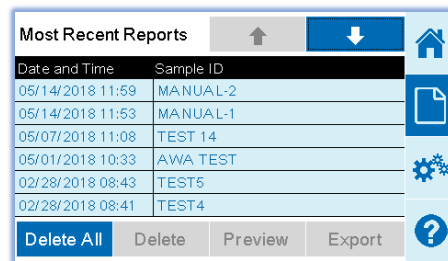 Most Recent Reports
Date and Time Sample ID
05/14/2018 11:59 MANUAL-2
05/14/2018 11:53 MANUAL-1
05/07/2018 11:08 TEST 14
05/01/2018 10:33 AWA TEST
02/28/2018 08:43 TEST5
02/28/2018 08:41 TEST4
Delete All Delete Preview Export ?